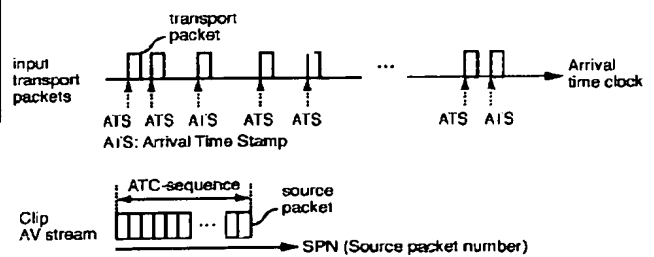 transport
packet
input
transport
packets
...
Arrival
time clock
ATS ATS ATS ATS ATS ATS ATS
ATS: Arrival Time Stamp
ATC-sequence
source
packet
Clip
AV stream
...
SPN (Source packet number)